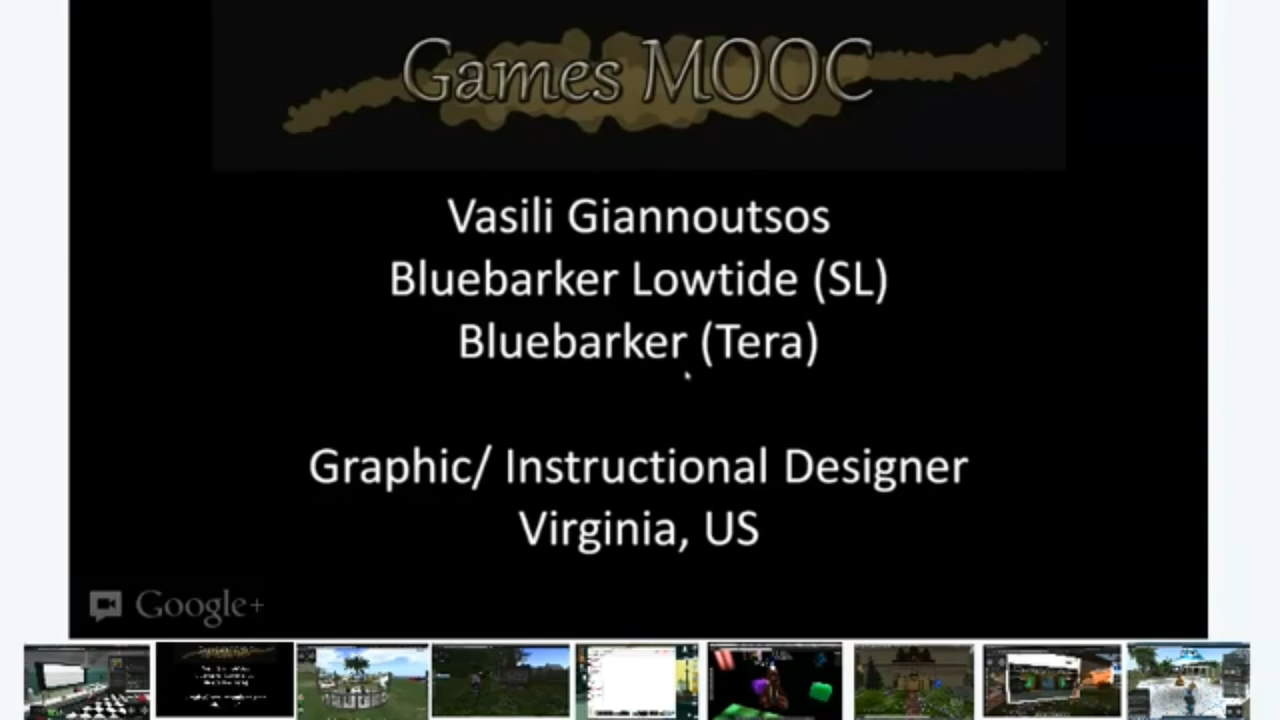 Games MOOC
Vasili Giannoutsos
Bluebarker Lowtide (SL)
Bluebarker (Tera)
Graphic/ Instructional Designer
Virginia, US
Google+